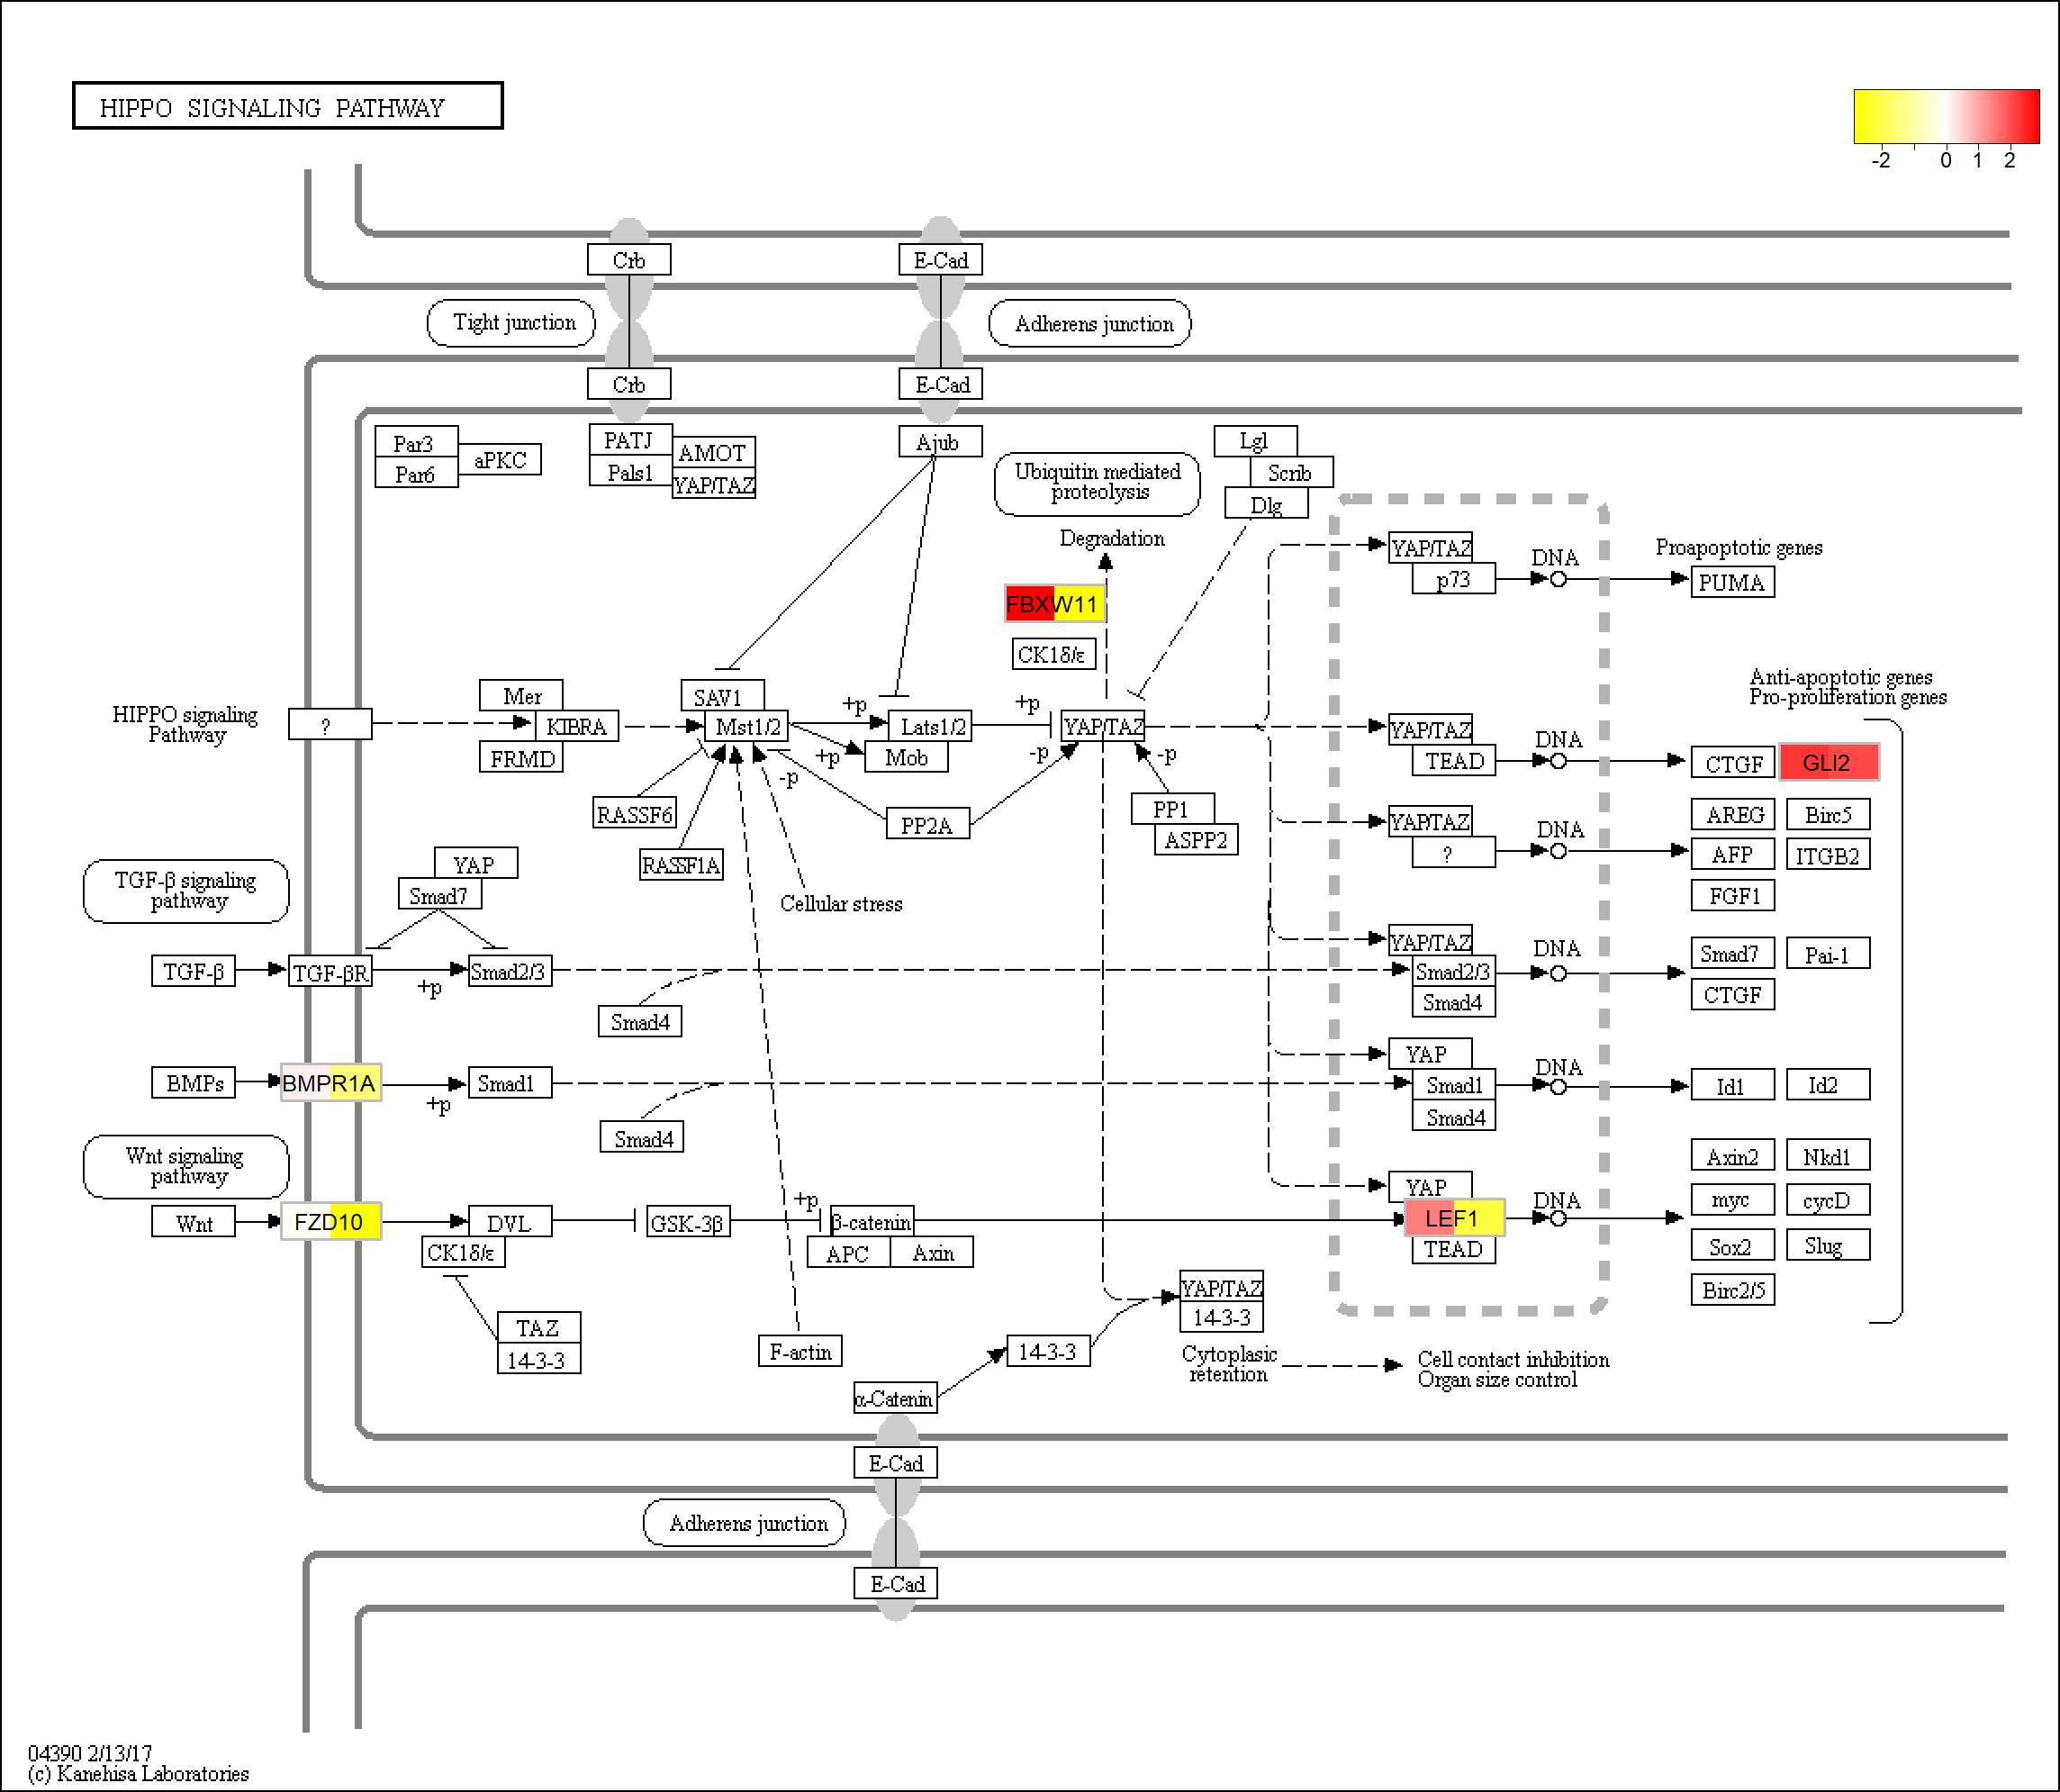 HIPPO SIGNALING PATHWAY
-2 0 1 2
Crb
E-Cad
Tight junction
Adherens junction
Crb
E-Cad
Par3
Par6
aPKC
PATJ
Pals1
AMOT
YAP/TAZ
Ajub
Ubiquitin mediated
proteolysis
Lgl
Scrib
Dlg
Degradation
FBXW11
CK1δ/ε
YAP/TAZ
p73
DNA
Proapoptotic genes
PUMA
Anti-apoptotic genes
Pro-proliferation genes
HIPPO signaling
Pathway
?
Mer
KIBRA
FRMD
SAV1
Mst1/2
+p
+p
-p
Lats1/2
Mob
+p
-p
YAP/TAZ
-p
RASSF6
RASSF1A
PP2A
PP1
ASPP2
Cellular stress
YAP/TAZ
TEAD
DNA
CTGF
GLI2
YAP/TAZ
?
DNA
AREG
Birc5
AFP
ITGB2
FGF1
TGF-β signaling
pathway
YAP
Smad7
TGF-β
TGF-βR
+p
Smad2/3
Smad4
YAP/TAZ
Smad2/3
Smad4
DNA
Smad7
Pai-1
CTGF
BMPs
BMPR1A
+p
Smad1
Smad4
YAP
Smad1
Smad4
DNA
Id1
Id2
Wnt signaling
pathway
Wnt
FZD10
DVL
CK1δ/ε
GSK-3β
+p
β-catenin
APC
Axin
YAP
LEF1
TEAD
DNA
Axin2
Nkd1
myc
cycD
Sox2
Slug
Birc2/5
TAZ
14-3-3
F-actin
14-3-3
YAP/TAZ
14-3-3
Cytoplasic
retention
Cell contact inhibition
Organ size control
α-Catenin
E-Cad
Adherens junction
E-Cad
04390 2/13/17
(c) Kanehisa Laboratories